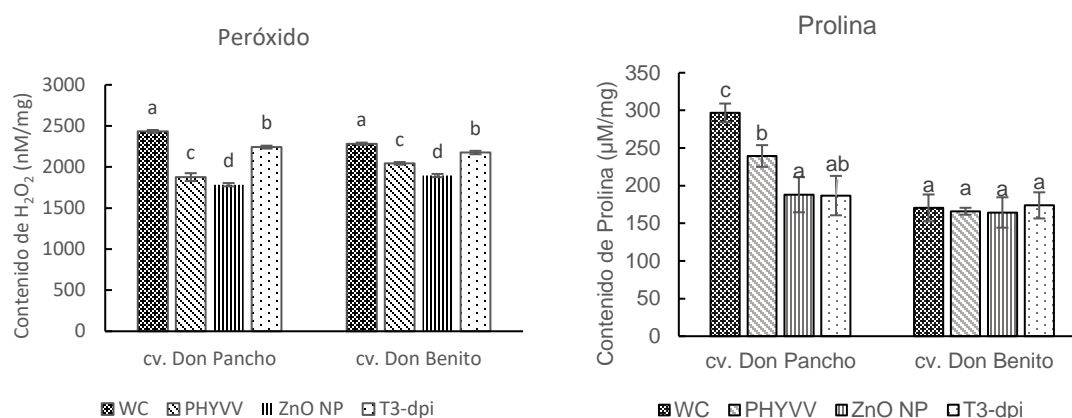 Peróxido
Contenido de H₂O₂ (nM/mg)
3000
2500
2000
1500
1000
500
0
a
c
d
b
a
c
d
b
cv. Don Pancho
cv. Don Benito
WC PHYVV ZnO NP T3-dpi
Prolina
Contenido de Prolina (µM/mg)
350
300
250
200
150
100
50
0
c
b
a
ab
a
a
a
a
cv. Don Pancho
cv. Don Benito
WC PHYVV ZnO NP T3-dpi